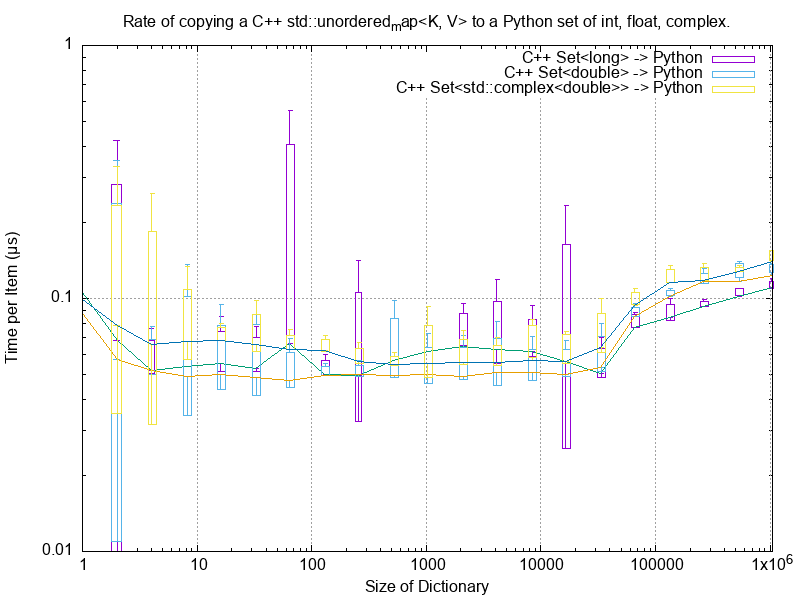 Rate of copying a C++ std::unordered_map<K, V> to a Python set of int, float, complex.
C++ Set<long> -> Python
C++ Set<double> -> Python
C++ Set<std::complex<double>> -> Python
1
0.1
0.01
Time per Item (µs)
1 10 100 1000 10000 100000 1x10^6
Size of Dictionary